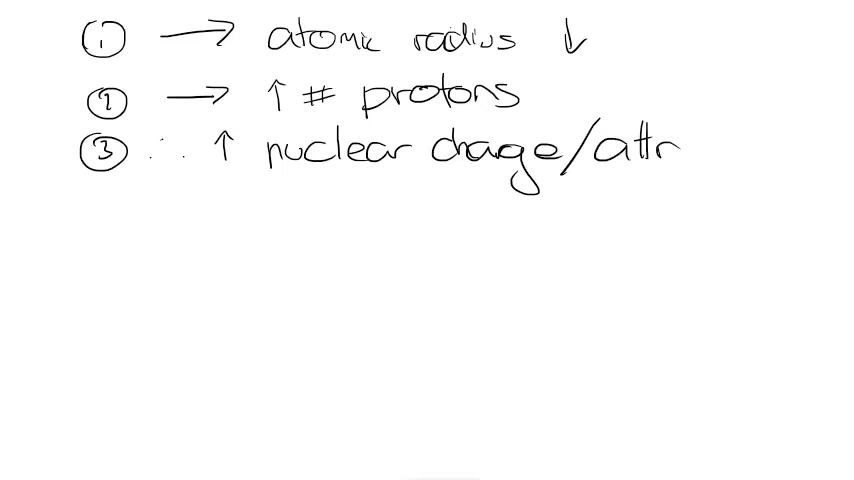 ① → atomic radius ↓
② → ↑ # protons
③ ∴ ↑ nuclear charge/attr